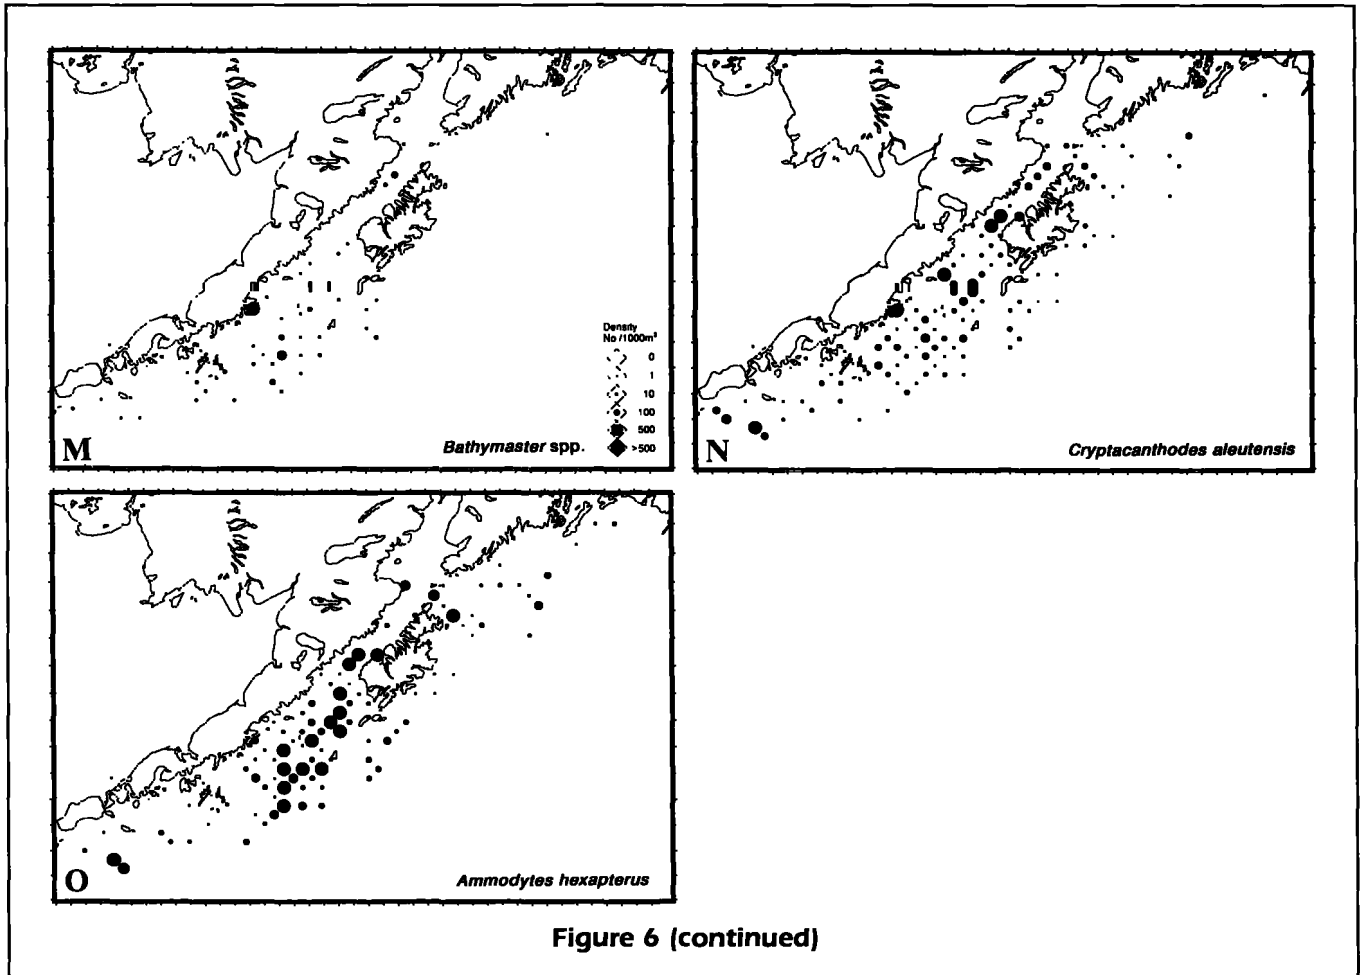 Density
No /1000m³
0
1
10
100
500
>500
M
Bathymaster spp.
N
Cryptacanthodes aleutensis
O
Ammodytes hexapterus
Figure 6 (continued)